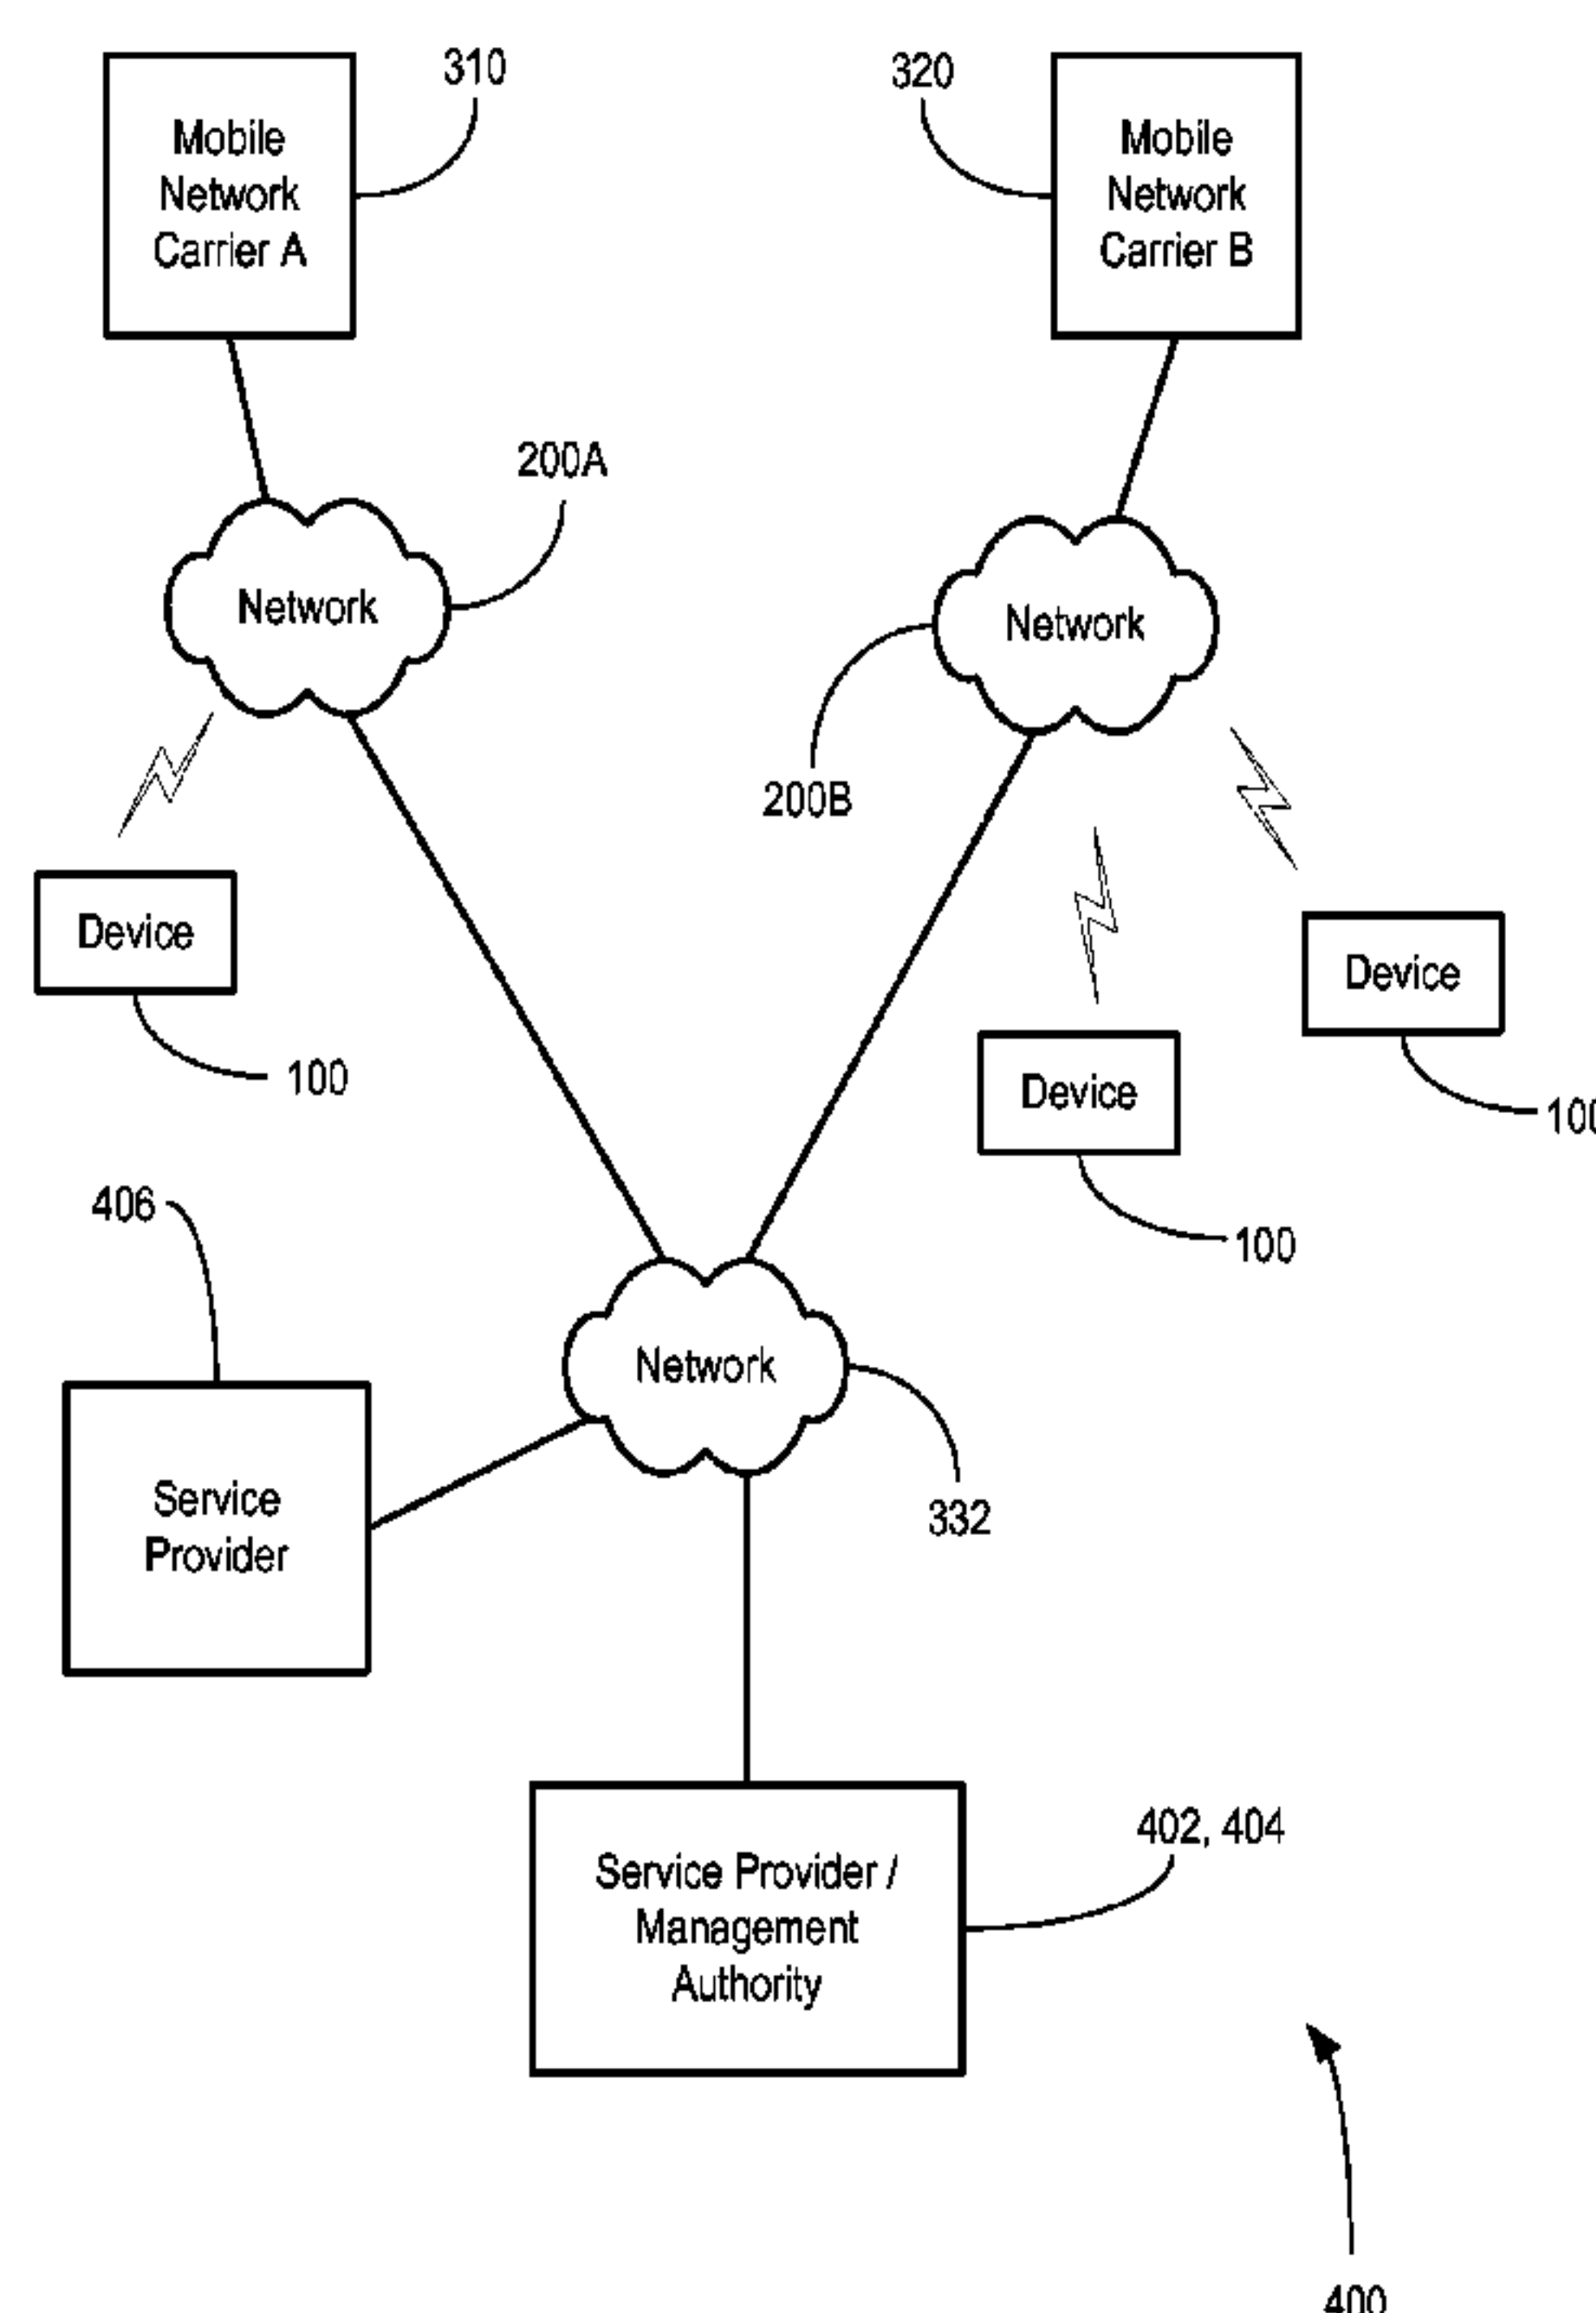 310
320
Mobile
Network
Carrier A
Mobile
Network
Carrier B
200A
Network
Network
200B
Device
Device
100
Device
100
406
100
Network
Service
Provider
332
402, 404
Service Provider /
Management
Authority
400